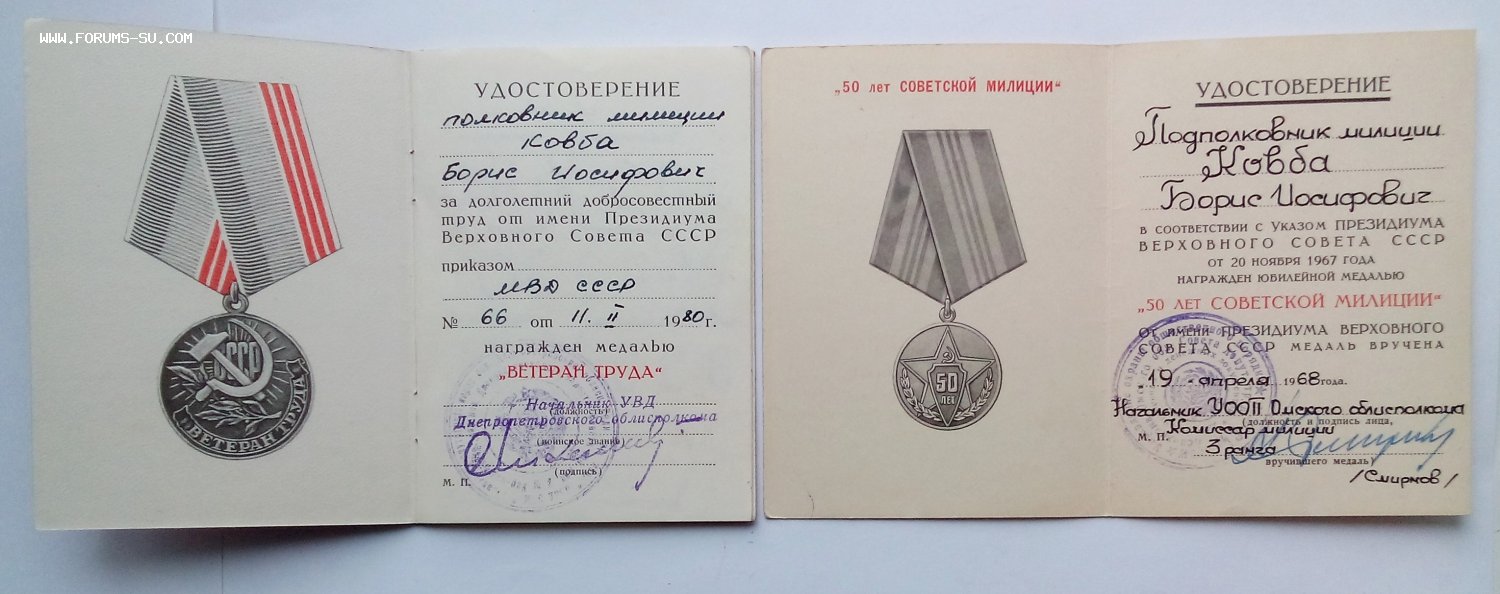 WWW.FORUMS-SU.COM
СССР
ВЕТЕРАН ТРУДА
УДОСТОВЕРЕНИЕ
полковник милиции
Ковба
Борис Иосифович
за долголетний добросовестный
труд от имени Президиума
Верховного Совета СССР
приказом
МВД СССР
№ 66 от 11. II 1980 г.
награжден медалью
„ВЕТЕРАН ТРУДА“
Начальник УВД
(должность)
Днепропетровского облисполкома
(воинское звание)
(подпись)
М. П.
„50 лет СОВЕТСКОЙ МИЛИЦИИ“
50
ЛЕТ
УДОСТОВЕРЕНИЕ
Подполковник милиции
Ковба
Борис Иосифович
В СООТВЕТСТВИИ С УКАЗОМ ПРЕЗИДИУМА
ВЕРХОВНОГО СОВЕТА СССР
ОТ 20 НОЯБРЯ 1967 ГОДА
НАГРАЖДЕН ЮБИЛЕЙНОЙ МЕДАЛЬЮ
„50 ЛЕТ СОВЕТСКОЙ МИЛИЦИИ“
ОТ ИМЕНИ ПРЕЗИДИУМА ВЕРХОВНОГО
СОВЕТА СССР МЕДАЛЬ ВРУЧЕНА
„19 апреля 1968 года.
Начальник УООП Омского облисполкома
(должность и подпись лица,
Комиссар милиции
М. П. 3 ранга
вручившего медаль)
/Смирнов/